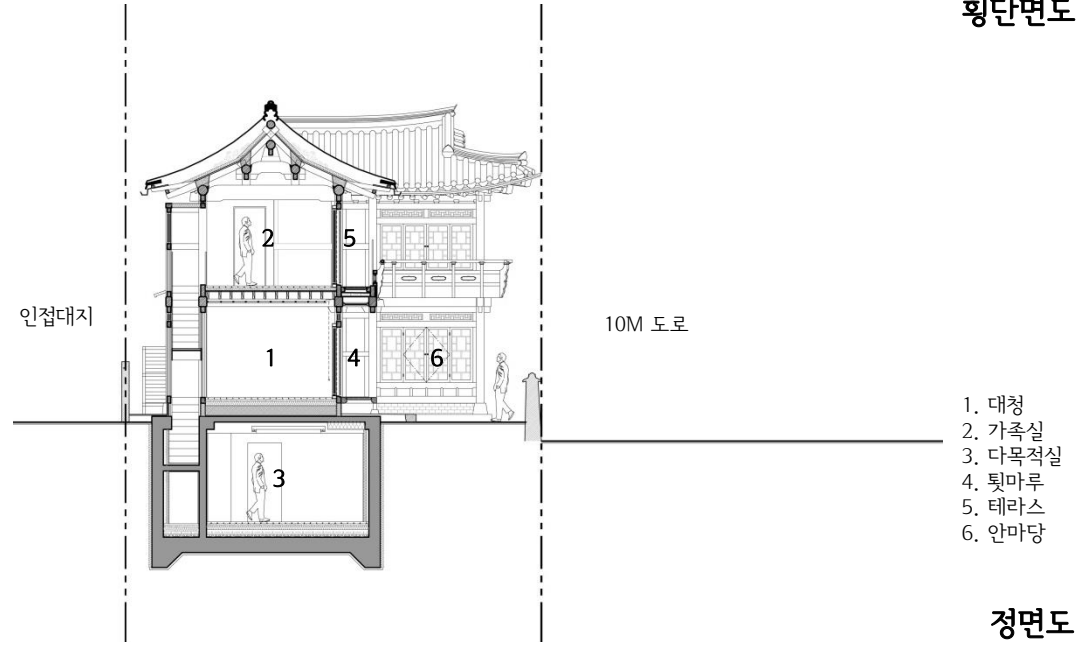 횡단면도
2
5
인접대지
10M 도로
1
4
6
1. 대청
2. 가족실
3. 다목적실
4. 툇마루
5. 테라스
6. 안마당
3
정면도